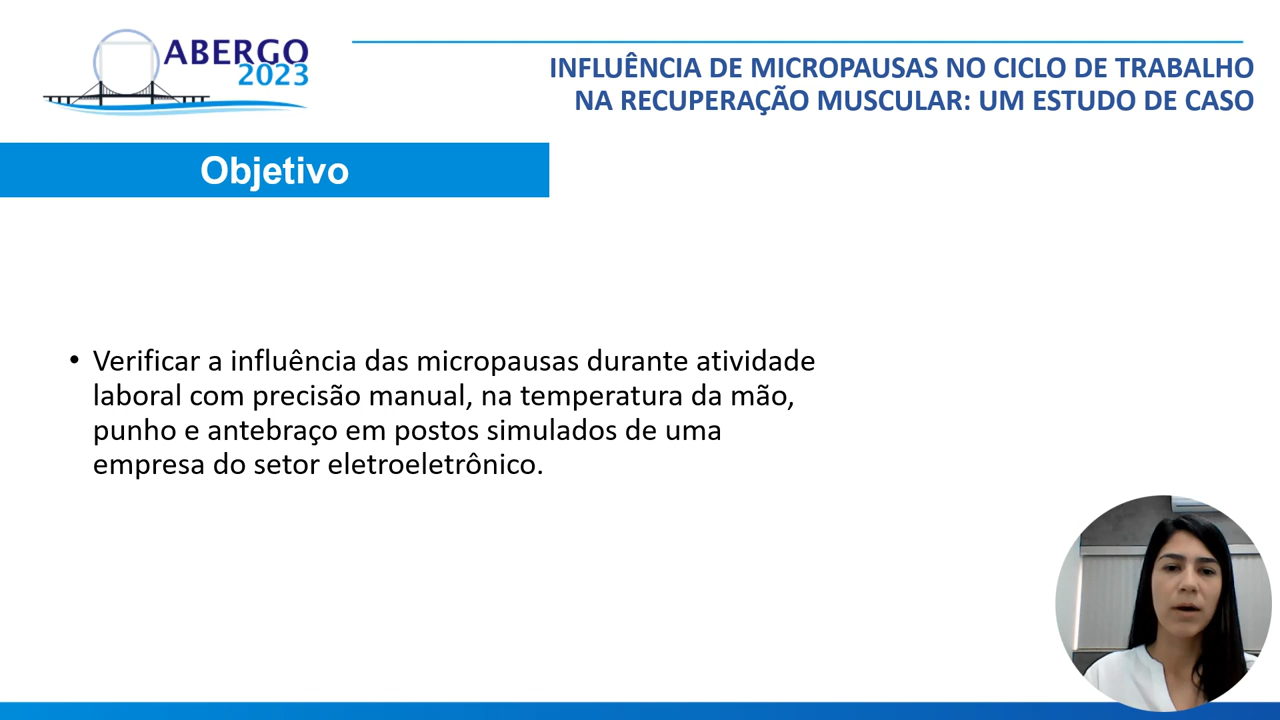 ABERGO
2023
INFLUÊNCIA DE MICROPAUSAS NO CICLO DE TRABALHO
NA RECUPERAÇÃO MUSCULAR: UM ESTUDO DE CASO
Objetivo
• Verificar a influência das micropausas durante atividade
laboral com precisão manual, na temperatura da mão,
punho e antebraço em postos simulados de uma
empresa do setor eletroeletrônico.